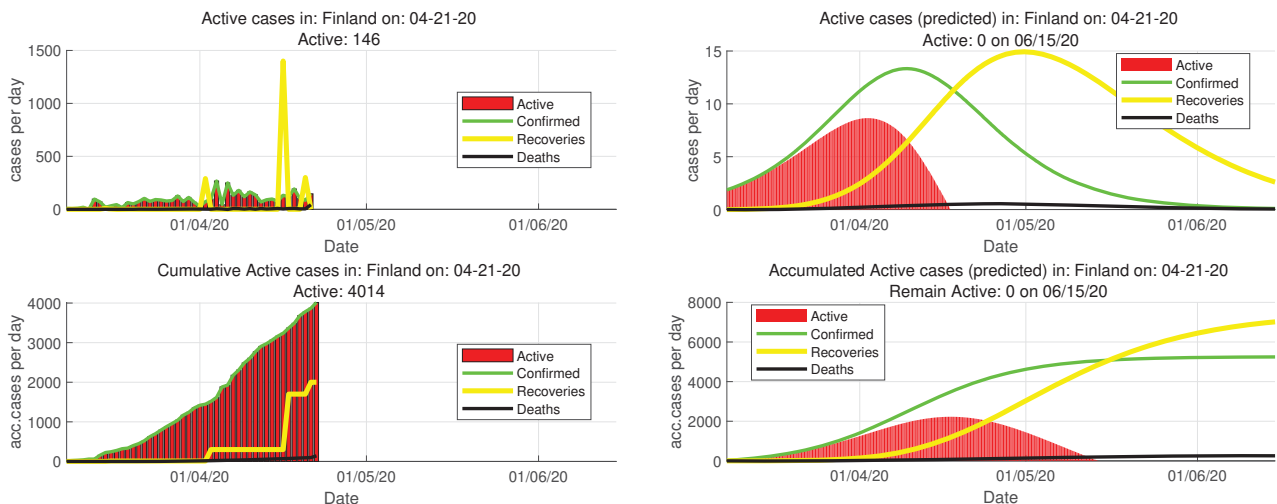 Active cases in: Finland on: 04-21-20
Active: 146
1500
1000
500
0
cases per day
Active
Confirmed
Recoveries
Deaths
01/04/20 01/05/20 01/06/20
Date
Active cases (predicted) in: Finland on: 04-21-20
Active: 0 on 06/15/20
15
10
5
0
cases per day
Active
Confirmed
Recoveries
Deaths
01/04/20 01/05/20 01/06/20
Date
Cumulative Active cases in: Finland on: 04-21-20
Active: 4014
4000
3000
2000
1000
0
acc.cases per day
Active
Confirmed
Recoveries
Deaths
01/04/20 01/05/20 01/06/20
Date
Accumulated Active cases (predicted) in: Finland on: 04-21-20
Remain Active: 0 on 06/15/20
8000
6000
4000
2000
0
acc.cases per day
Active
Confirmed
Recoveries
Deaths
01/04/20 01/05/20 01/06/20
Date